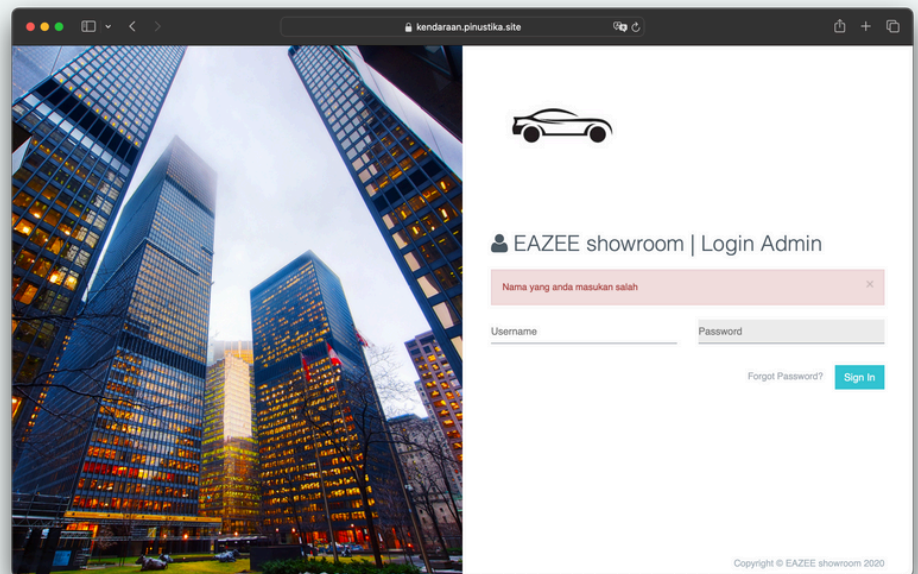 kendaraan.pinustika.site
EAZEE showroom | Login Admin
Nama yang anda masukan salah
×
Username
Password
Forgot Password?
Sign In
Copyright © EAZEE showroom 2020